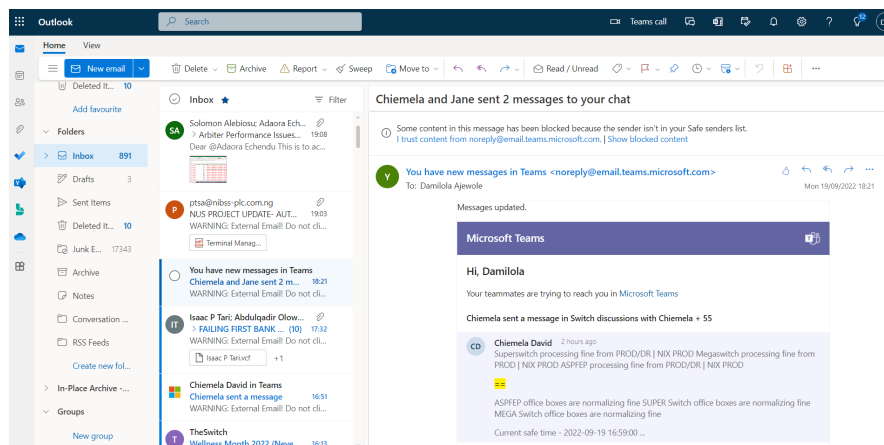 Outlook
Search
Teams call
12
Home View
New email
Delete
Archive
Report
Sweep
Move to
Read / Unread
Deleted It... 10
Add favourite
Folders
Inbox 891
Drafts 3
Sent Items
Deleted It... 10
Junk E... 17343
Archive
Notes
Conversation ...
RSS Feeds
Create new fol...
In-Place Archive -...
Groups
New group
Inbox
Filter
SA
Solomon Alebiosu; Adaora Ech...
> Arbiter Performance Issues... 19:08
Dear @Adaora Echendu This is to ac...
P
ptsa@nibss-plc.com.ng
NUS PROJECT UPDATE- AUT... 19:03
WARNING: External Email! Do not cli...
Terminal Manag...
You have new messages in Teams
Chiemela and Jane sent 2 m... 18:21
WARNING: External Email! Do not cli...
IT
Isaac P Tari; Abdulqadir Olow...
> FAILING FIRST BANK ... (10) 17:32
WARNING: External Email! Do not cli...
Isaac P Tari.vcf +1
Chiemela David in Teams
Chiemela sent a message 16:51
WARNING: External Email! Do not cli...
T
TheSwitch
Wellness Month 2022 (Neve... 16:13
Chiemela and Jane sent 2 messages to your chat
Some content in this message has been blocked because the sender isn't in your Safe senders list.
I trust content from noreply@email.teams.microsoft.com. | Show blocked content
Y
You have new messages in Teams <noreply@email.teams.microsoft.com>
To: Damilola Ajewole
Mon 19/09/2022 18:21
Messages updated.
Microsoft Teams
Hi, Damilola
Your teammates are trying to reach you in Microsoft Teams
Chiemela sent a message in Switch discussions with Chiemela + 55
CD
Chiemela David 2 hours ago
Superswitch processing fine from PROD/DR | NIX PROD Megaswitch processing fine from
PROD | NIX PROD ASPFEP processing fine from PROD/DR | NIX PROD
==
ASPFEP office boxes are normalizing fine SUPER Switch office boxes are normalizing fine
MEGA Switch office boxes are normalizing fine
Current safe time - 2022-09-19 16:59:00 ...